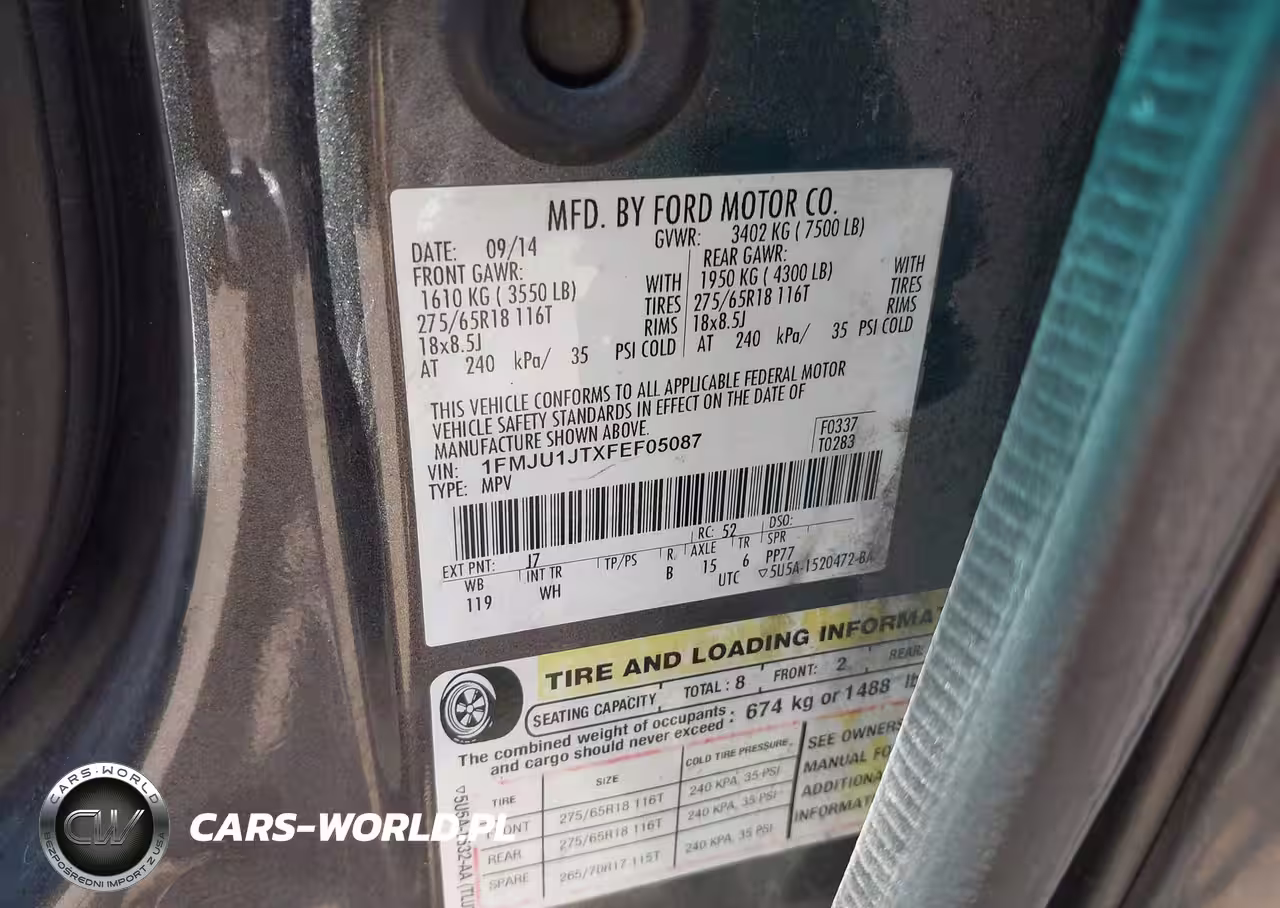 MFD. BY FORD MOTOR CO.
DATE: 09/14
GVWR: 3402 KG ( 7500 LB)
FRONT GAWR:
1610 KG ( 3550 LB)
WITH
275/65R18 116T
TIRES
18x8.5J
RIMS
AT 240 kPa/ 35 PSI COLD
REAR GAWR:
1950 KG ( 4300 LB)
WITH
275/65R18 116T
TIRES
18x8.5J
RIMS
AT 240 kPa/ 35 PSI COLD
THIS VEHICLE CONFORMS TO ALL APPLICABLE FEDERAL MOTOR
VEHICLE SAFETY STANDARDS IN EFFECT ON THE DATE OF
MANUFACTURE SHOWN ABOVE.
VIN: 1FMJU1JTXFEF05087
TYPE: MPV
F0337
T0283
EXT PNT: J7
RC: 52
DSO:
WB
INT TR
TP/PS
R
AXLE
TR
SPR
119
WH
B
15
6
PP77
UTC
▽5U5A-1520472-BA
TIRE AND LOADING INFORMA
SEATING CAPACITY
TOTAL : 8
FRONT: 2
REAR:
The combined weight of occupants
and cargo should never exceed : 674 kg or 1488 lb
TIRE
SIZE
COLD TIRE PRESSURE
FRONT
275/65R18 116T
240 KPA, 35 PSI
REAR
275/65R18 116T
240 KPA, 35 PSI
SPARE
265/70R17 115T
240 KPA, 35 PSI
SEE OWNERS
MANUAL FO
ADDITIONA
INFORMAT
CARS-WORLD
CW
BEZPOŚREDNI IMPORT Z USA
CARS-WORLD.PL